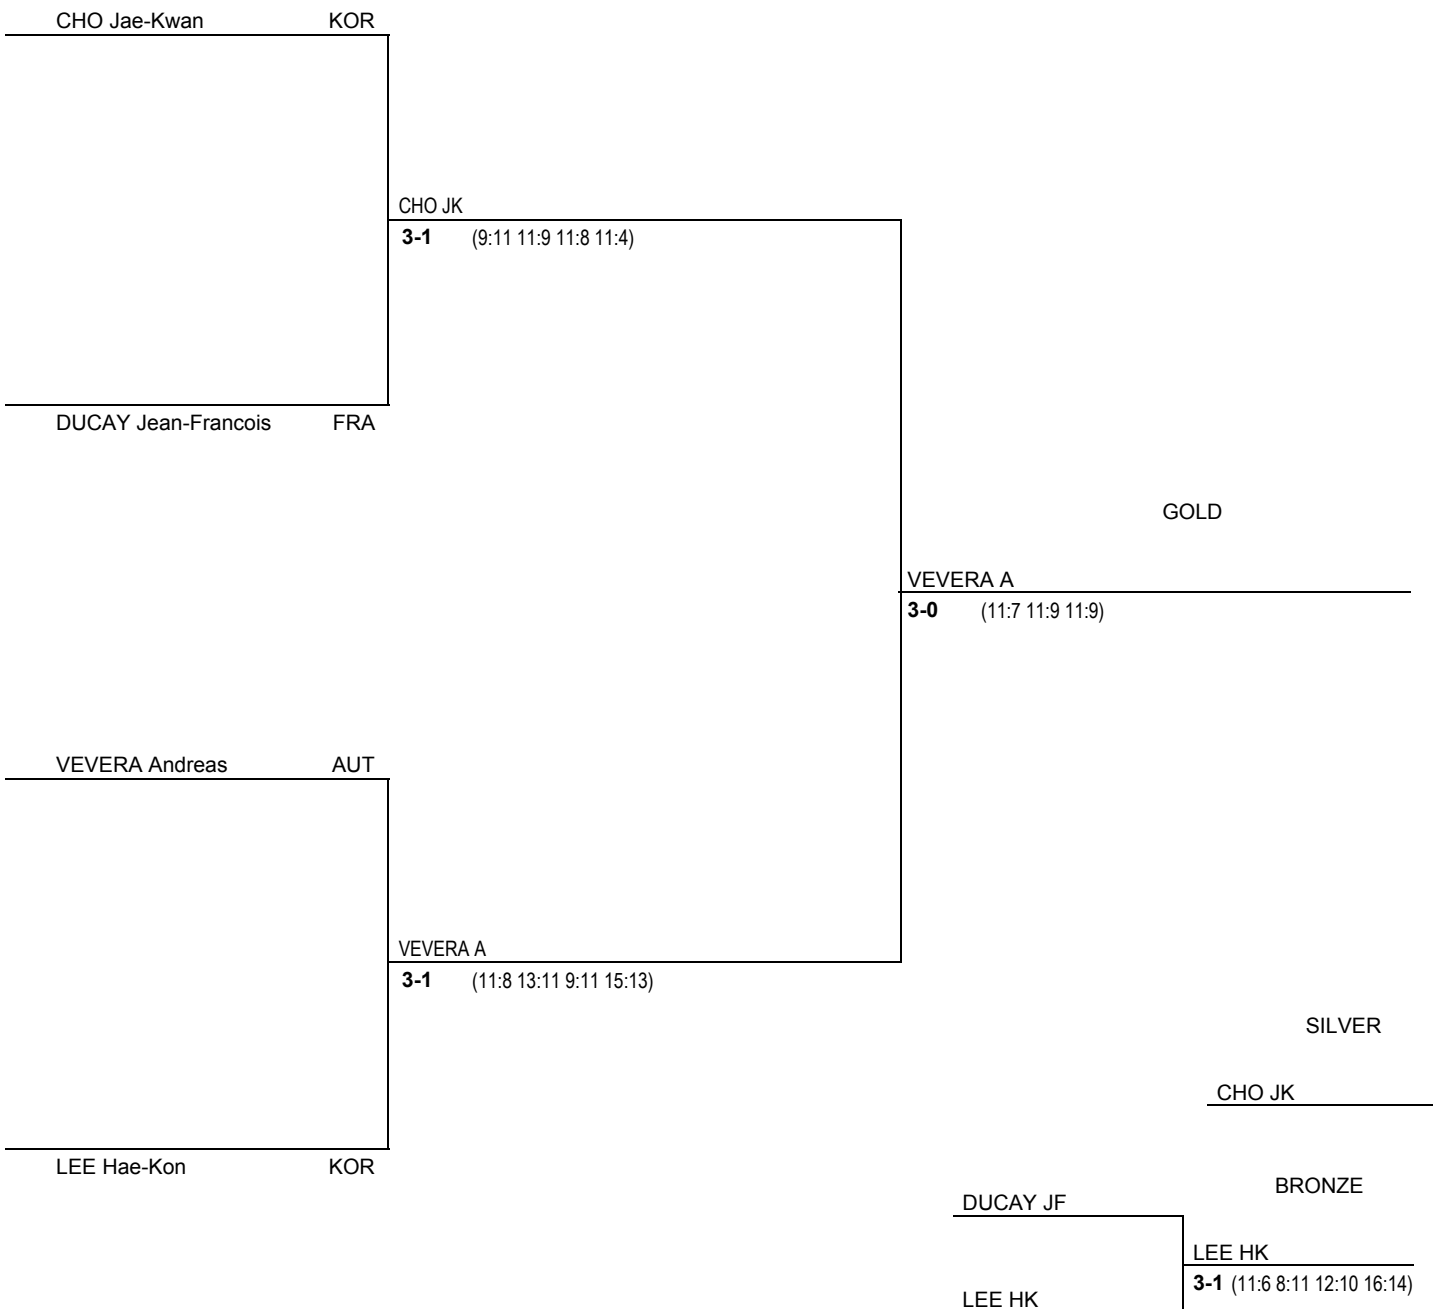 CHO Jae-Kwan KOR
CHO JK
3-1 (9:11 11:9 11:8 11:4)
DUCAY Jean-Francois FRA
GOLD
VEVERA A
3-0 (11:7 11:9 11:9)
VEVERA Andreas AUT
VEVERA A
3-1 (11:8 13:11 9:11 15:13)
SILVER
CHO JK
LEE Hae-Kon KOR
BRONZE
DUCAY JF
LEE HK
3-1 (11:6 8:11 12:10 16:14)
LEE HK